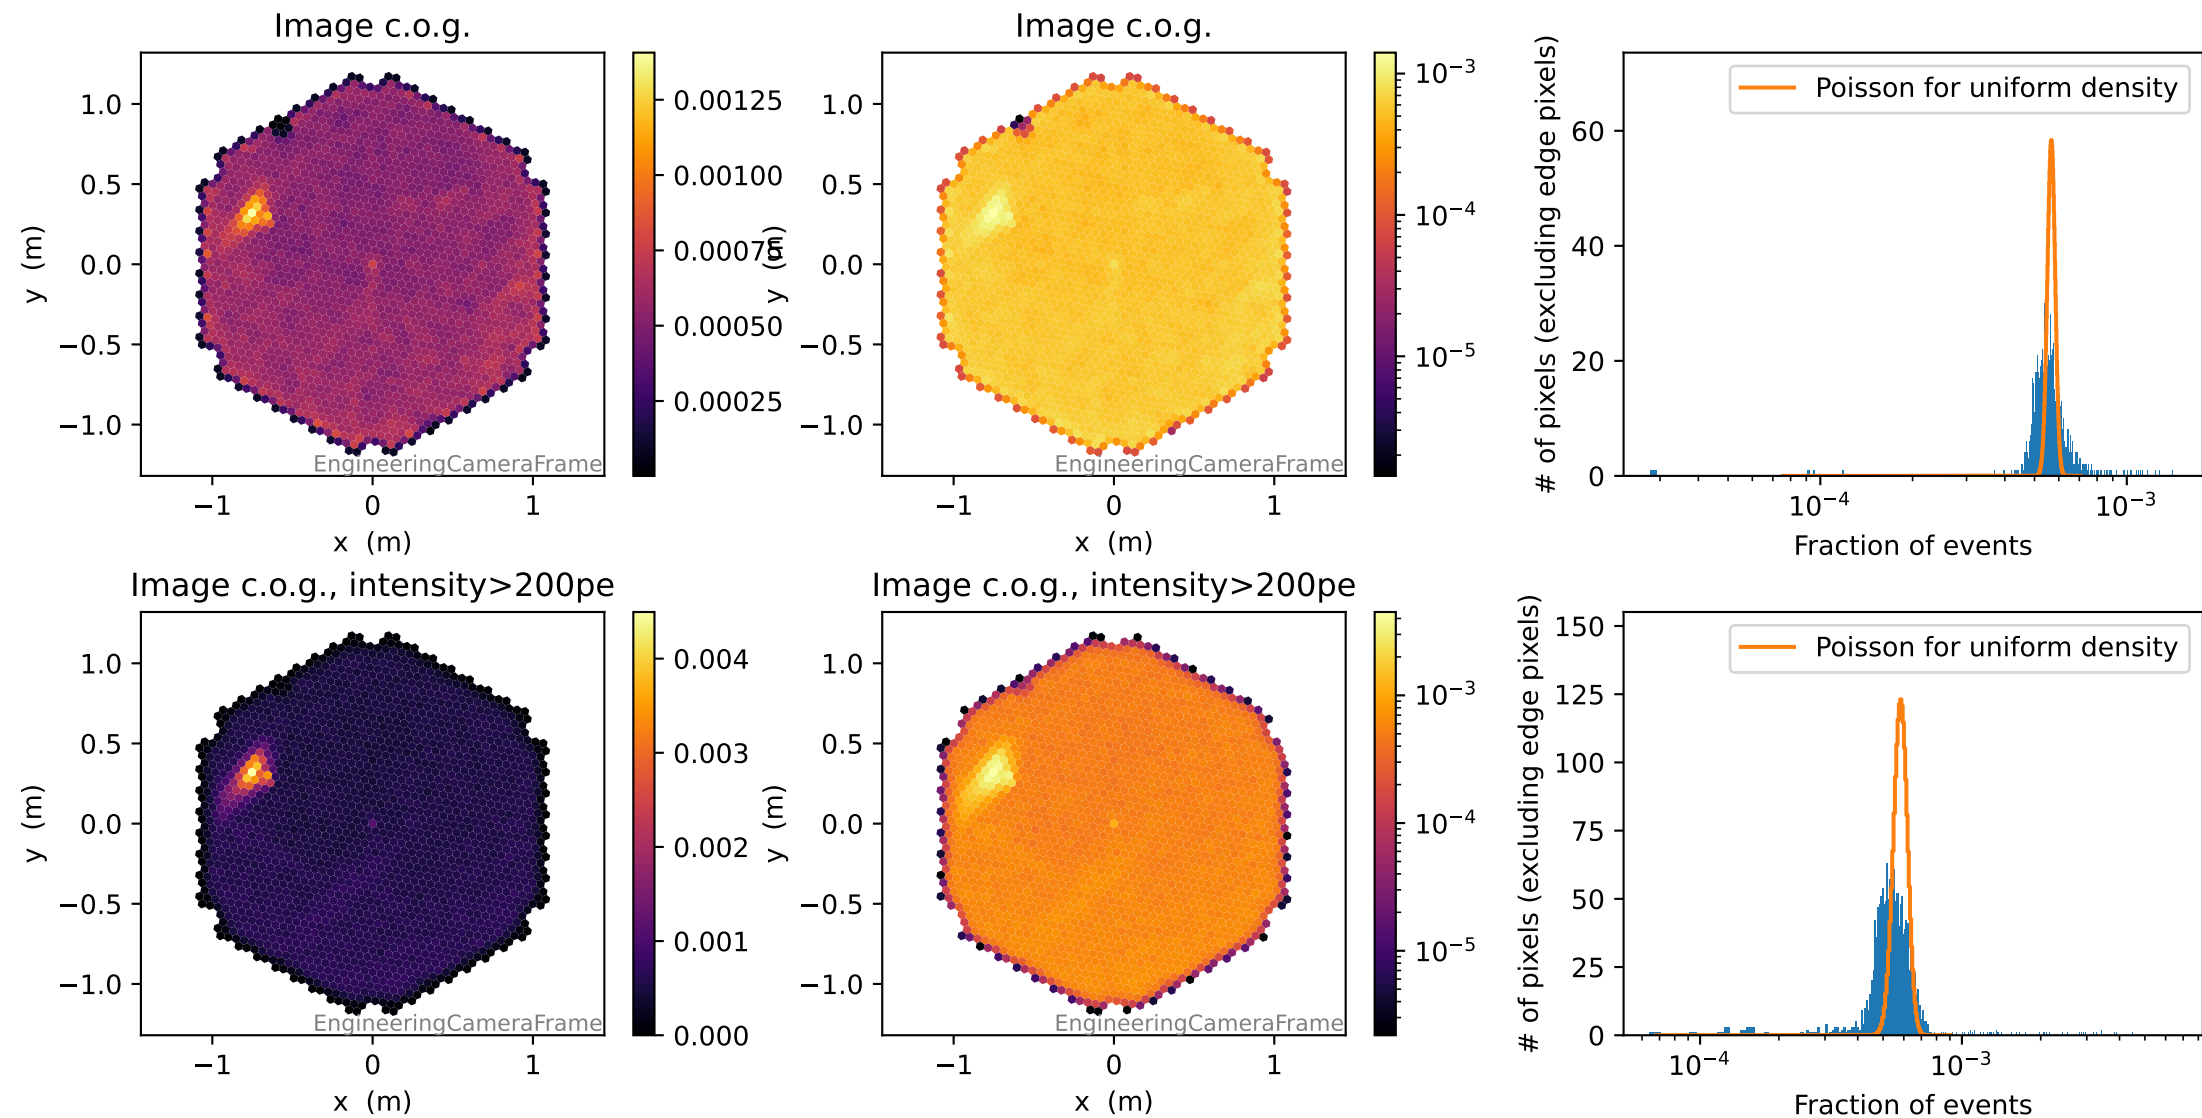 Image c.o.g.
y (m)
1.0
0.5
0.0
−0.5
−1.0
−1
0
1
x (m)
EngineeringCameraFrame
0.00125
0.00100
0.00075
0.00050
0.00025
Image c.o.g.
y (m)
1.0
0.5
0.0
−0.5
−1.0
−1
0
1
x (m)
EngineeringCameraFrame
10⁻³
10⁻⁴
10⁻⁵
# of pixels (excluding edge pixels)
60
40
20
0
Poisson for uniform density
10⁻⁴
10⁻³
Fraction of events
Image c.o.g., intensity>200pe
y (m)
1.0
0.5
0.0
−0.5
−1.0
−1
0
1
x (m)
EngineeringCameraFrame
0.004
0.003
0.002
0.001
0.000
Image c.o.g., intensity>200pe
y (m)
1.0
0.5
0.0
−0.5
−1.0
−1
0
1
x (m)
EngineeringCameraFrame
10⁻³
10⁻⁴
10⁻⁵
# of pixels (excluding edge pixels)
150
125
100
75
50
25
0
Poisson for uniform density
10⁻⁴
10⁻³
Fraction of events